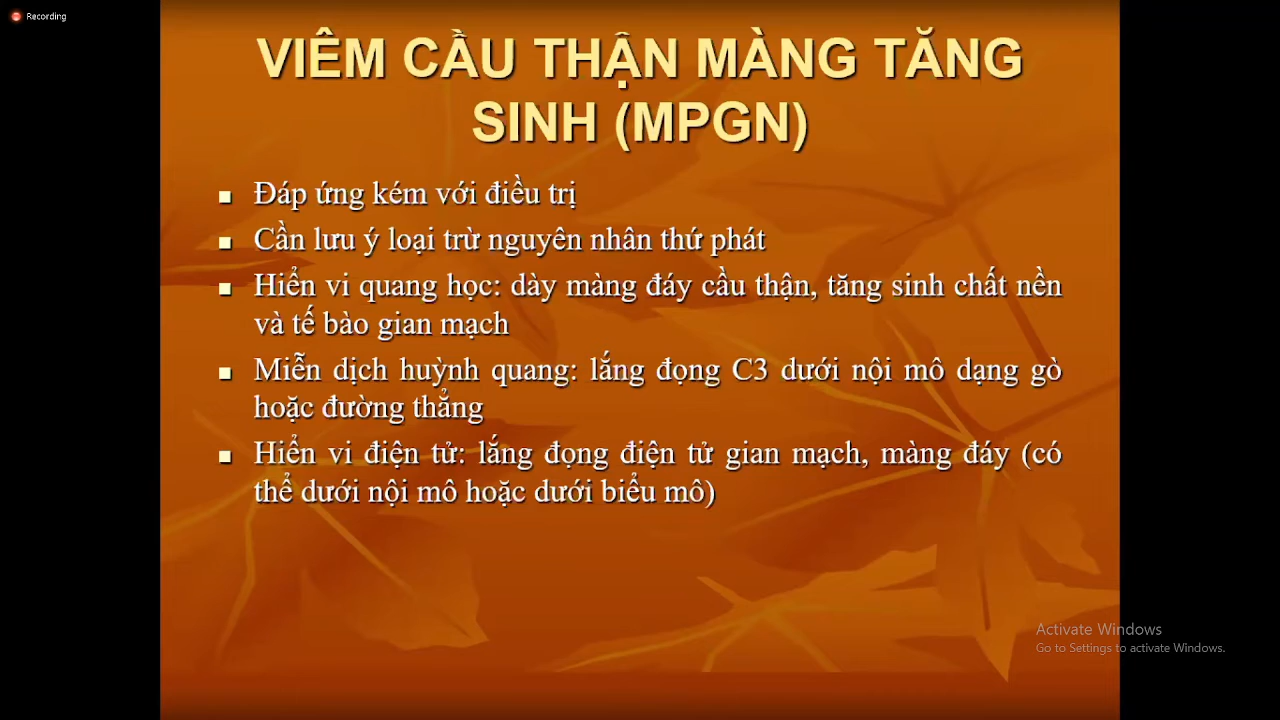 Recording
VIÊM CẦU THẬN MÀNG TĂNG
SINH (MPGN)
Đáp ứng kém với điều trị
Cần lưu ý loại trừ nguyên nhân thứ phát
Hiển vi quang học: dày màng đáy cầu thận, tăng sinh chất nền
và tế bào gian mạch
Miễn dịch huỳnh quang: lắng đọng C3 dưới nội mô dạng gò
hoặc đường thẳng
Hiển vi điện tử: lắng đọng điện tử gian mạch, màng đáy (có
thể dưới nội mô hoặc dưới biểu mô)
Activate Windows
Go to Settings to activate Windows.